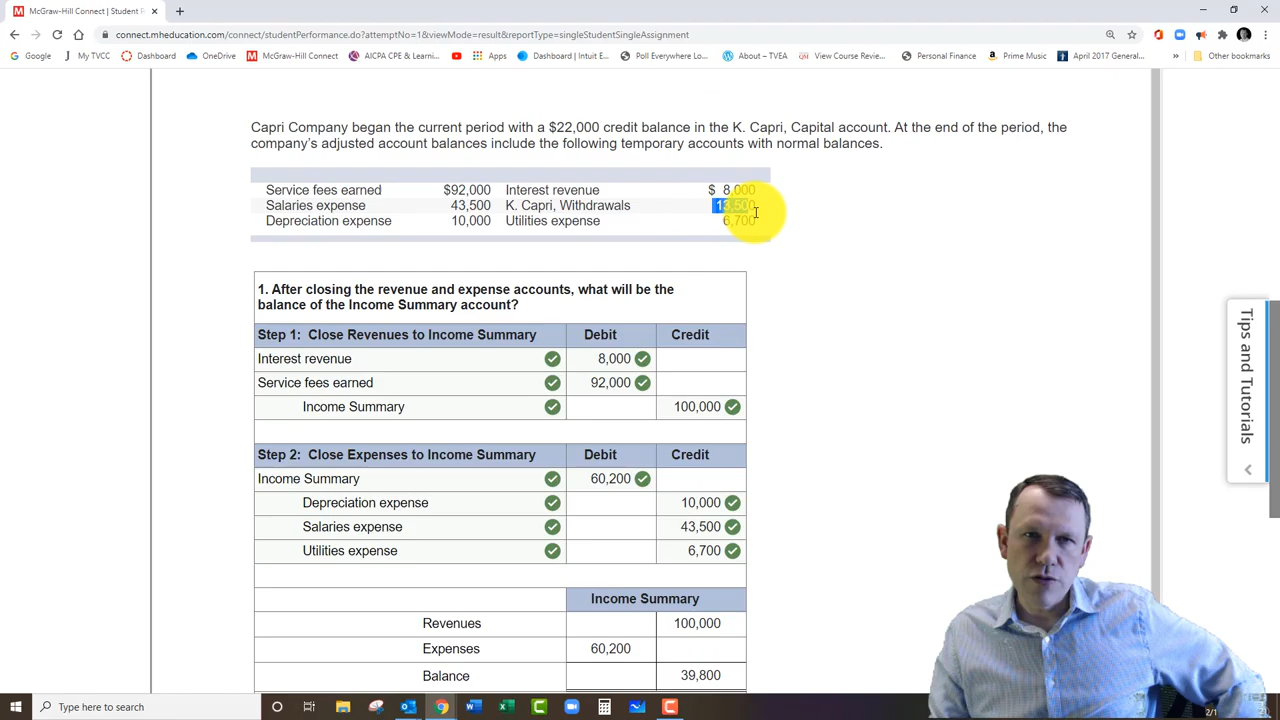 McGraw-Hill Connect | Student P
connect.mheducation.com/connect/studentPerformance.do?attemptNo=1&viewMode=result&reportType=singleStudentSingleAssignment
Google My TVCC Dashboard OneDrive McGraw-Hill Connect AICPA CPE & Learni... Apps Dashboard | Intuit E... Poll Everywhere Lo... About – TVEA View Course Revie... Personal Finance Prime Music April 2017 General... » Other bookmarks
Capri Company began the current period with a $22,000 credit balance in the K. Capri, Capital account. At the end of the period, the
company's adjusted account balances include the following temporary accounts with normal balances.
Service fees earned $92,000 Interest revenue $ 8,000
Salaries expense 43,500 K. Capri, Withdrawals 13,500
Depreciation expense 10,000 Utilities expense 6,700
1. After closing the revenue and expense accounts, what will be the
balance of the Income Summary account?
Step 1: Close Revenues to Income Summary Debit Credit
Interest revenue 8,000
Service fees earned 92,000
Income Summary 100,000
Step 2: Close Expenses to Income Summary Debit Credit
Income Summary 60,200
Depreciation expense 10,000
Salaries expense 43,500
Utilities expense 6,700
Income Summary
Revenues 100,000
Expenses 60,200
Balance 39,800
Tips and Tutorials
Type here to search